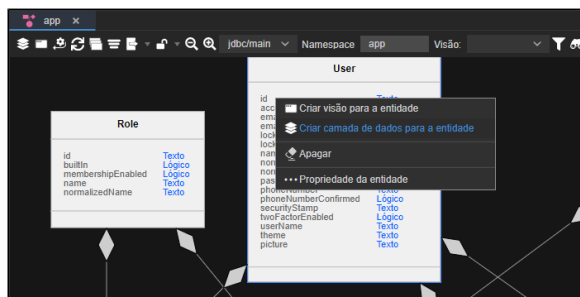 app ×
jdbc/main Namespace app Visão:
User
id Texto
Criar visão para a entidade
Criar camada de dados para a entidade
Apagar
Propriedade da entidade
phoneNumber Texto
phoneNumberConfirmed Lógico
securityStamp Texto
twoFactorEnabled Lógico
userName Texto
theme Texto
picture Texto
Role
id Texto
builtIn Lógico
membershipEnabled Lógico
name Texto
normalizedName Texto